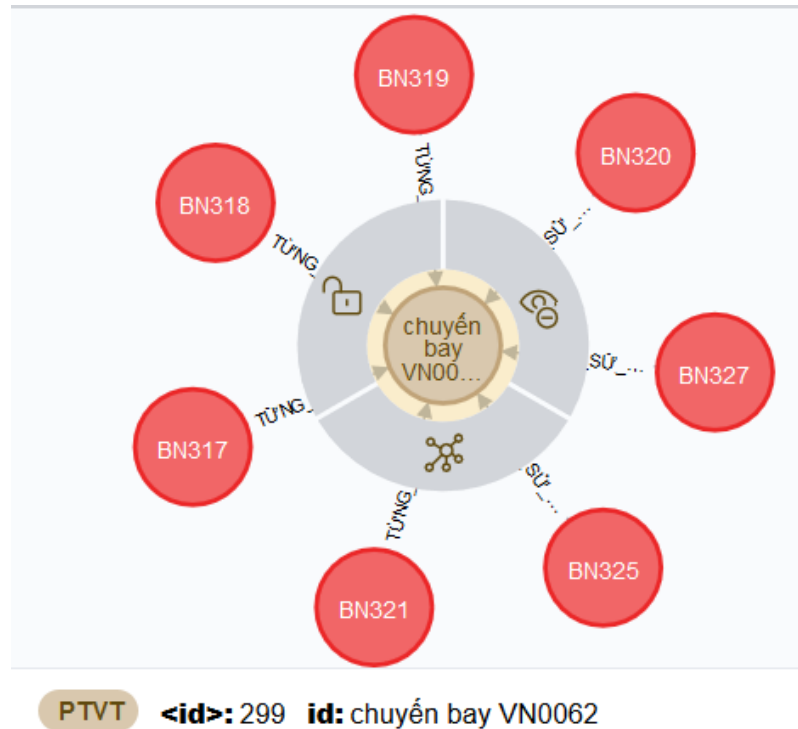 BN319
BN320
BN318
TỪNG_
SỬ_...
TỪNG_
chuyến
bay
VN00...
SỬ_...
BN327
TỪNG_
BN317
SỬ_...
TỪNG_
BN325
BN321
PTVT <id>: 299 id: chuyến bay VN0062